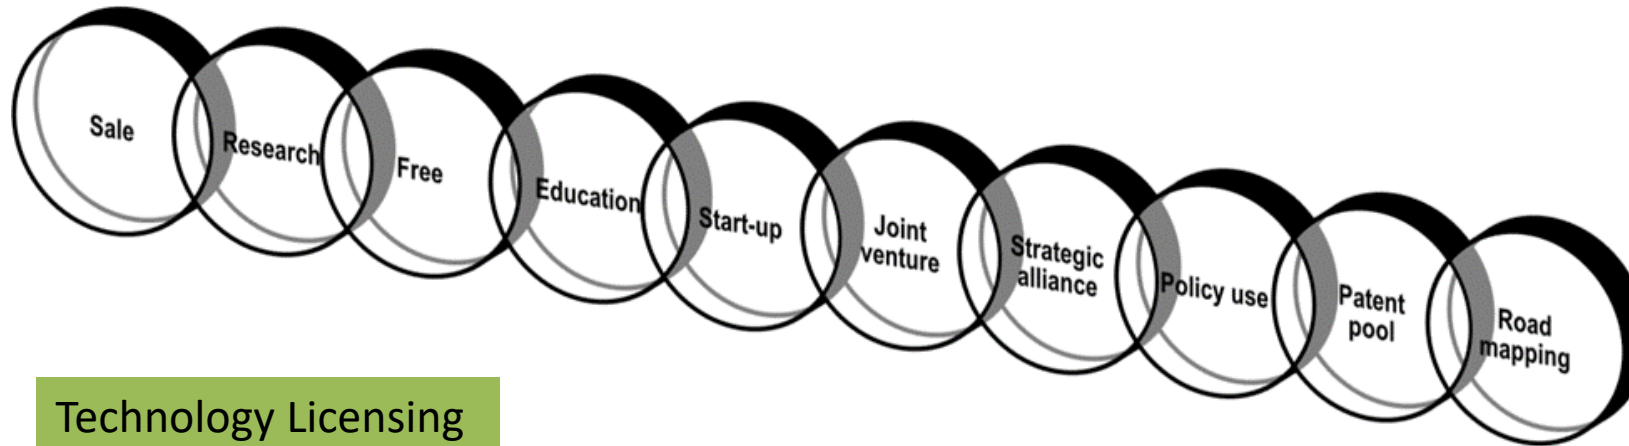 Sale
Research
Free
Education
Start-up
Joint
venture
Strategic
alliance
Policy use
Patent
pool
Road
mapping
Technology Licensing